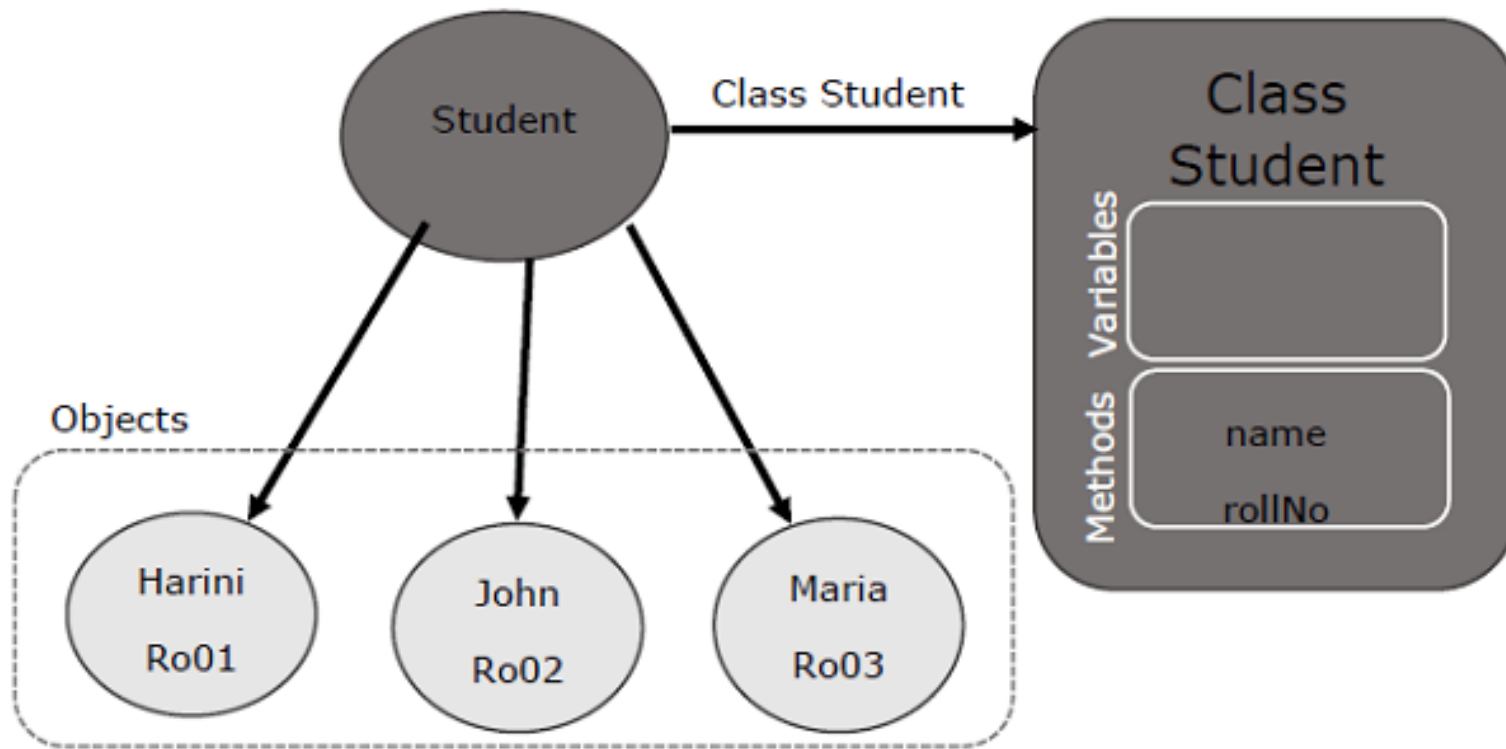 Student
Class Student
Class
Student
Variables
Methods
name
rollNo
Objects
Harini
Ro01
John
Ro02
Maria
Ro03